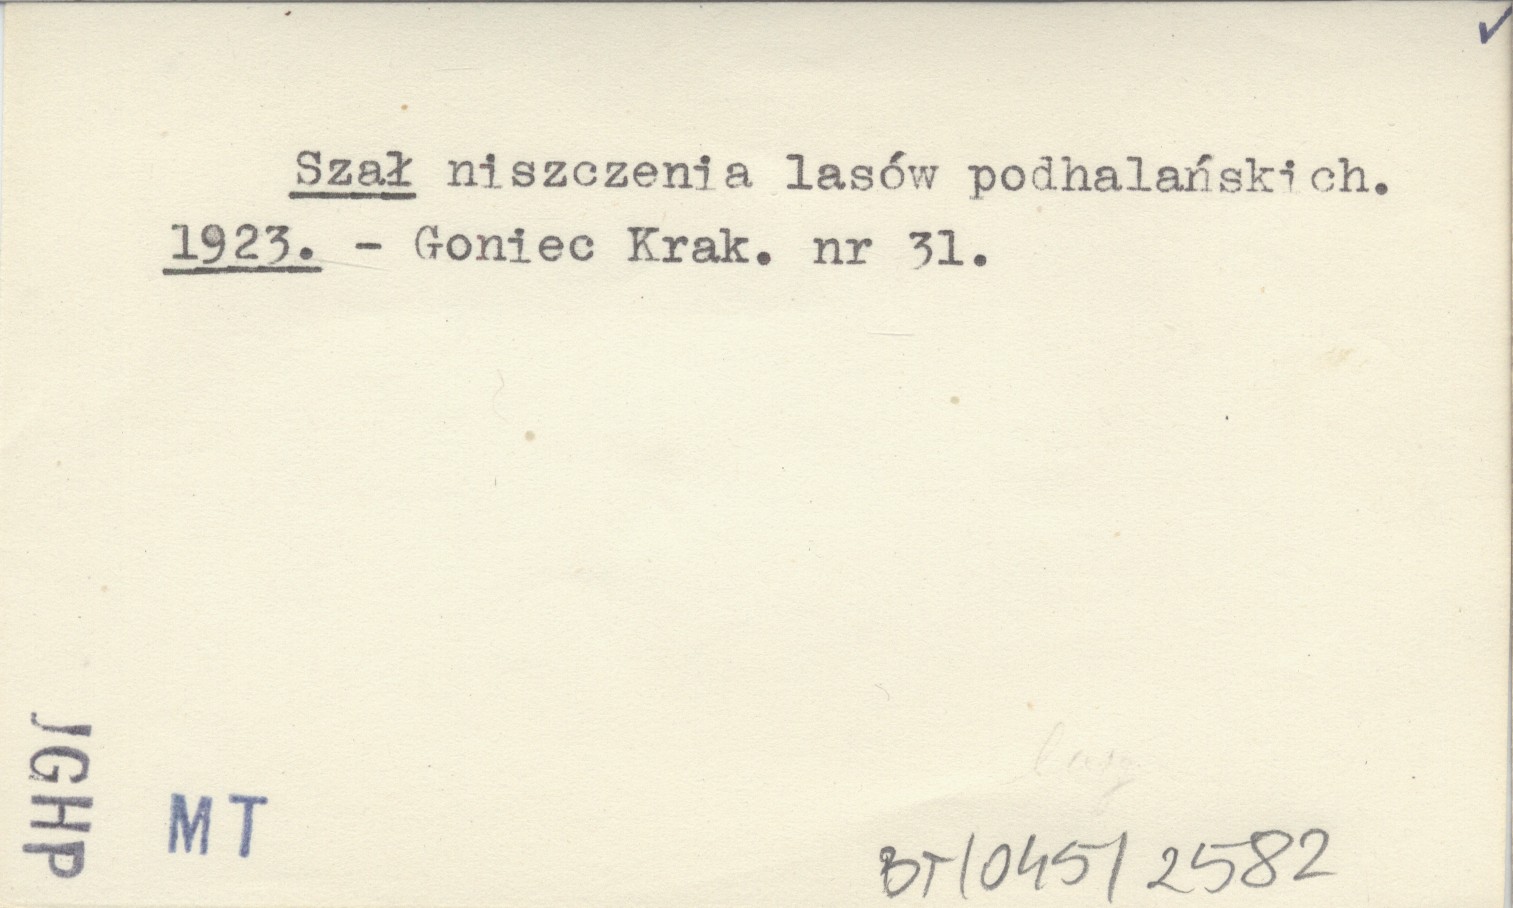 Szał niszczenia lasów podhalańskich.
1923. - Goniec Krak. nr 31.
JGHP
MT
BT/045/2582